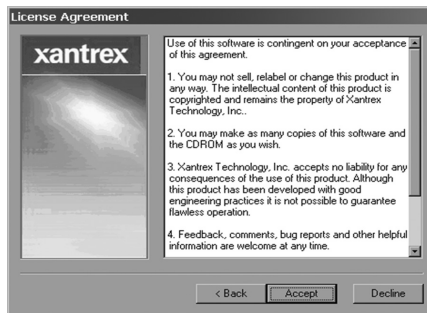 License Agreement
xantrex
Use of this software is contingent on your acceptance
of this agreement.
1. You may not sell, relabel or change this product in
any way. The intellectual content of this product is
copyrighted and remains the property of Xantrex
Technology, Inc..
2. You may make as many copies of this software and
the CDROM as you wish.
3. Xantrex Technology, Inc. accepts no liability for any
consequences of the use of this product. Although
this product has been developed with good
engineering practices it is not possible to guarantee
flawless operation.
4. Feedback, comments, bug reports and other helpful
information are welcome at any time.
< Back
Accept
Decline